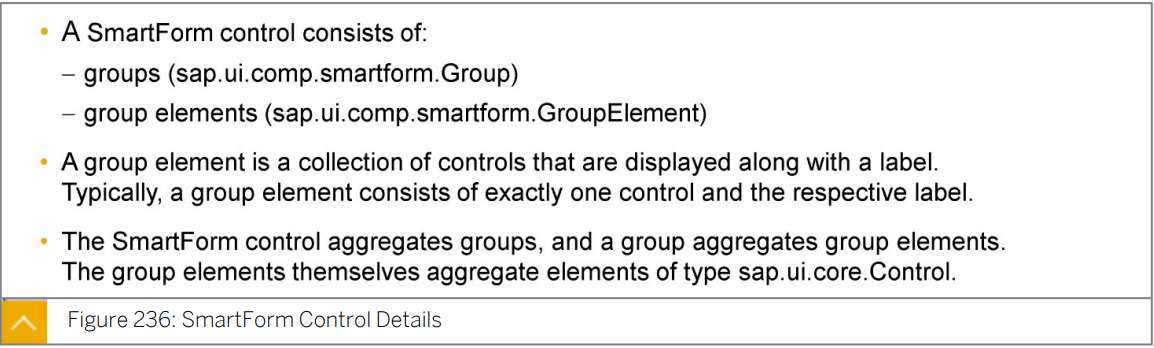 • A SmartForm control consists of:
– groups (sap.ui.comp.smartform.Group)
– group elements (sap.ui.comp.smartform.GroupElement)
• A group element is a collection of controls that are displayed along with a label.
Typically, a group element consists of exactly one control and the respective label.
• The SmartForm control aggregates groups, and a group aggregates group elements.
The group elements themselves aggregate elements of type sap.ui.core.Control.
Figure 236: SmartForm Control Details